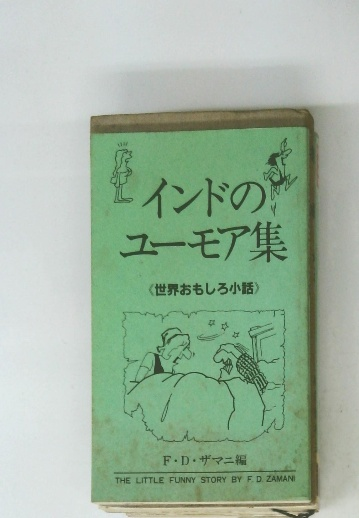 インドの
ユーモア集
《世界おもしろ小話》
F・D・ザマニ編
THE LITTLE FUNNY STORY BY F. D. ZAMANI